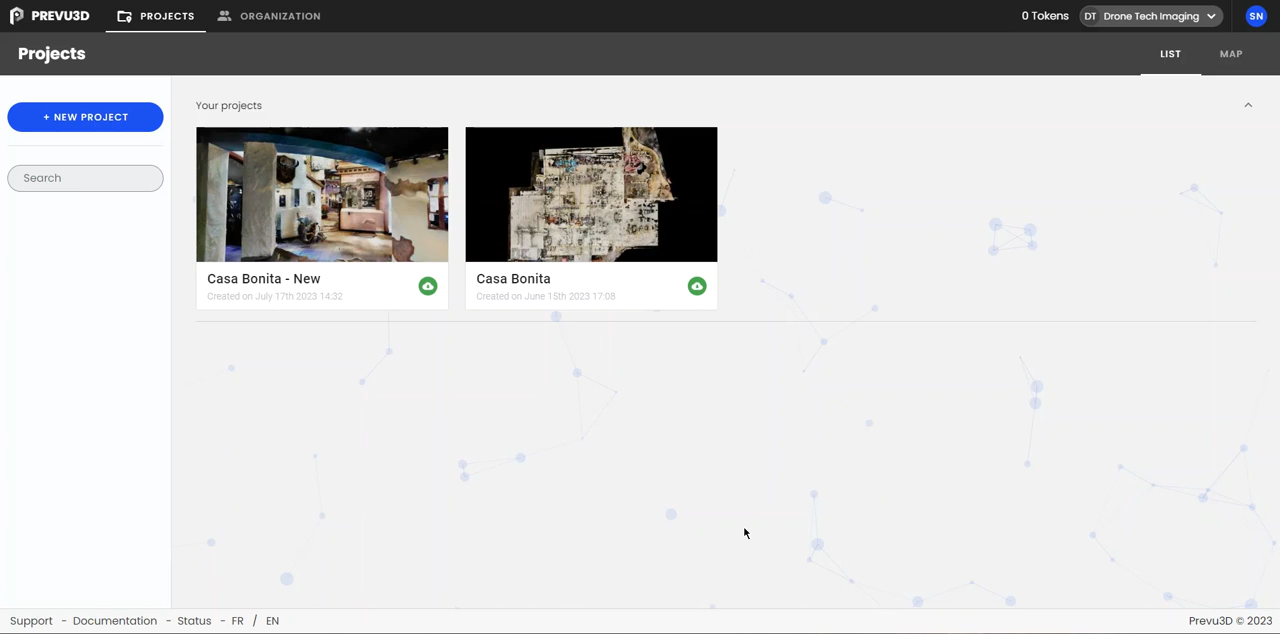 PREVU3D PROJECTS ORGANIZATION 0 Tokens DT Drone Tech Imaging SN
Projects LIST MAP
+ NEW PROJECT
Search
Your projects
Casa Bonita - New
Created on July 17th 2023 14:32
Casa Bonita
Created on June 15th 2023 17:08
Support - Documentation - Status - FR / EN Prevu3D © 2023